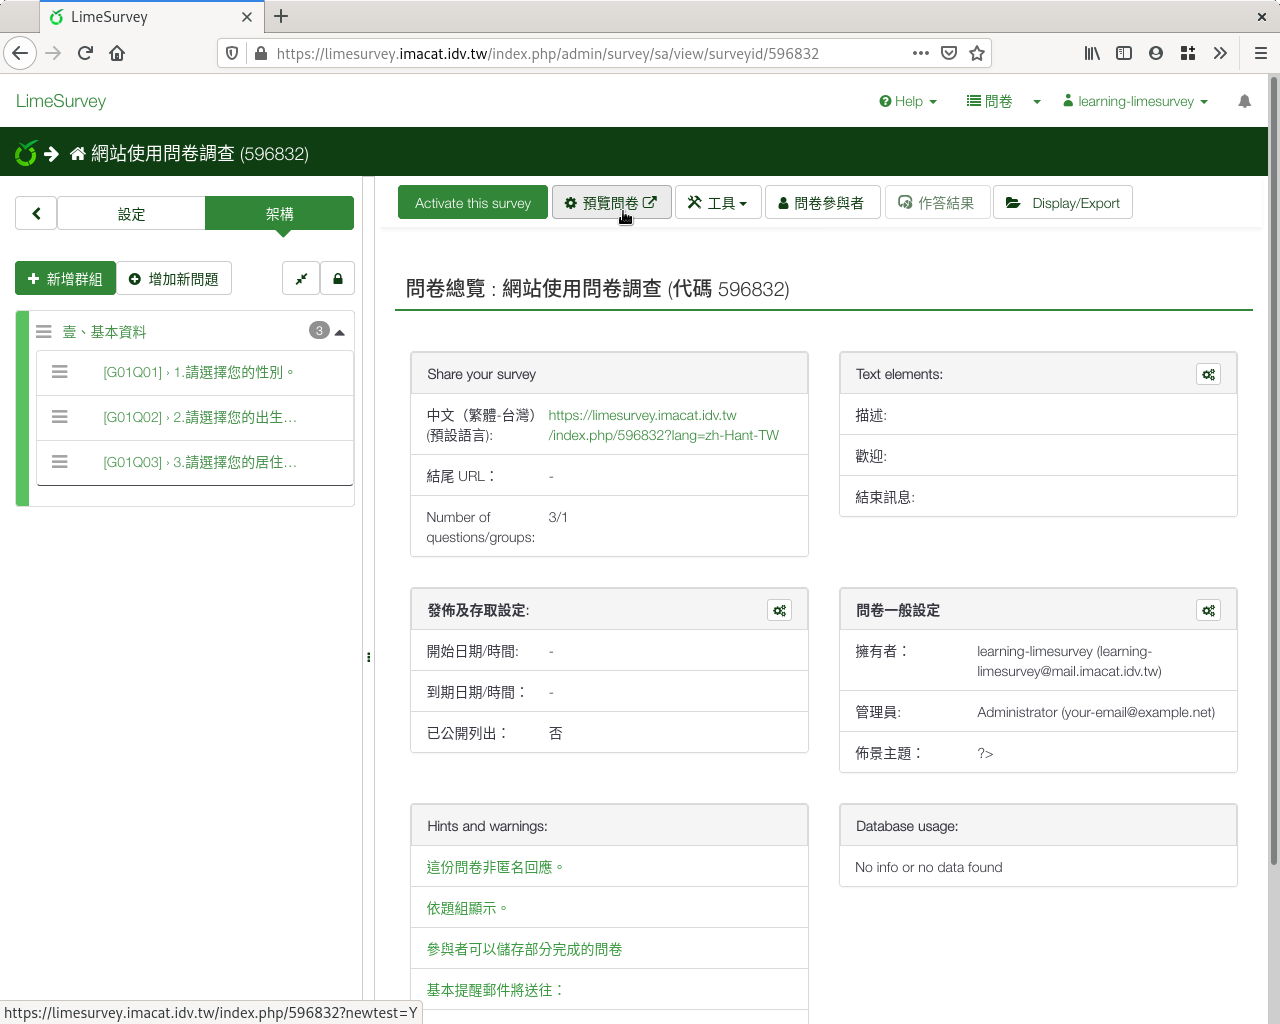 LimeSurvey
https://limesurvey.imacat.idv.tw/index.php/admin/survey/sa/view/surveyid/596832
LimeSurvey
Help
問卷
learning-limesurvey
網站使用問卷調查 (596832)
設定
架構
Activate this survey
預覽問卷
工具
問卷參與者
作答結果
Display/Export
新增群組
增加新問題
壹、基本資料
3
[G01Q01] › 1.請選擇您的性別。
[G01Q02] › 2.請選擇您的出生…
[G01Q03] › 3.請選擇您的居住…
問卷總覽 : 網站使用問卷調查 (代碼 596832)
Share your survey
中文（繁體-台灣）
(預設語言):
https://limesurvey.imacat.idv.tw
/index.php/596832?lang=zh-Hant-TW
結尾 URL：
-
Number of
questions/groups:
3/1
Text elements:
描述:
歡迎:
結束訊息:
發佈及存取設定:
開始日期/時間:
-
到期日期/時間：
-
已公開列出：
否
問卷一般設定
擁有者：
learning-limesurvey (learning-
limesurvey@mail.imacat.idv.tw)
管理員:
Administrator (your-email@example.net)
佈景主題：
?>
Hints and warnings:
這份問卷非匿名回應。
依題組顯示。
參與者可以儲存部分完成的問卷
基本提醒郵件將送往：
Database usage:
No info or no data found
https://limesurvey.imacat.idv.tw/index.php/596832?newtest=Y